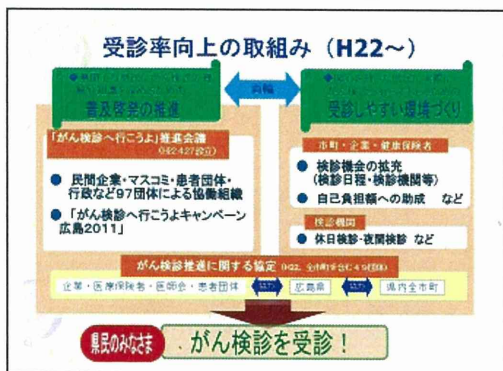 受診率向上の取組み（H22～）
普及啓発の推進
両輪
受診しやすい環境づくり
「がん検診へ行こうよ」推進会議
（H22.4.27設立）
● 民間企業・マスコミ・患者団体・
行政など97団体による協働組織
● 「がん検診へ行こうよキャンペーン
広島2011」
市町・企業・健康保険者
● 検診機会の拡充
（検診日程・検診機関等）
● 自己負担額への助成 など
検診機関
● 休日検診・夜間検診 など
がん検診推進に関する協定
企業・医療保険者・医師会・患者団体
協力
広島県
協力
県内全市町
県民のみなさま
がん検診を受診！